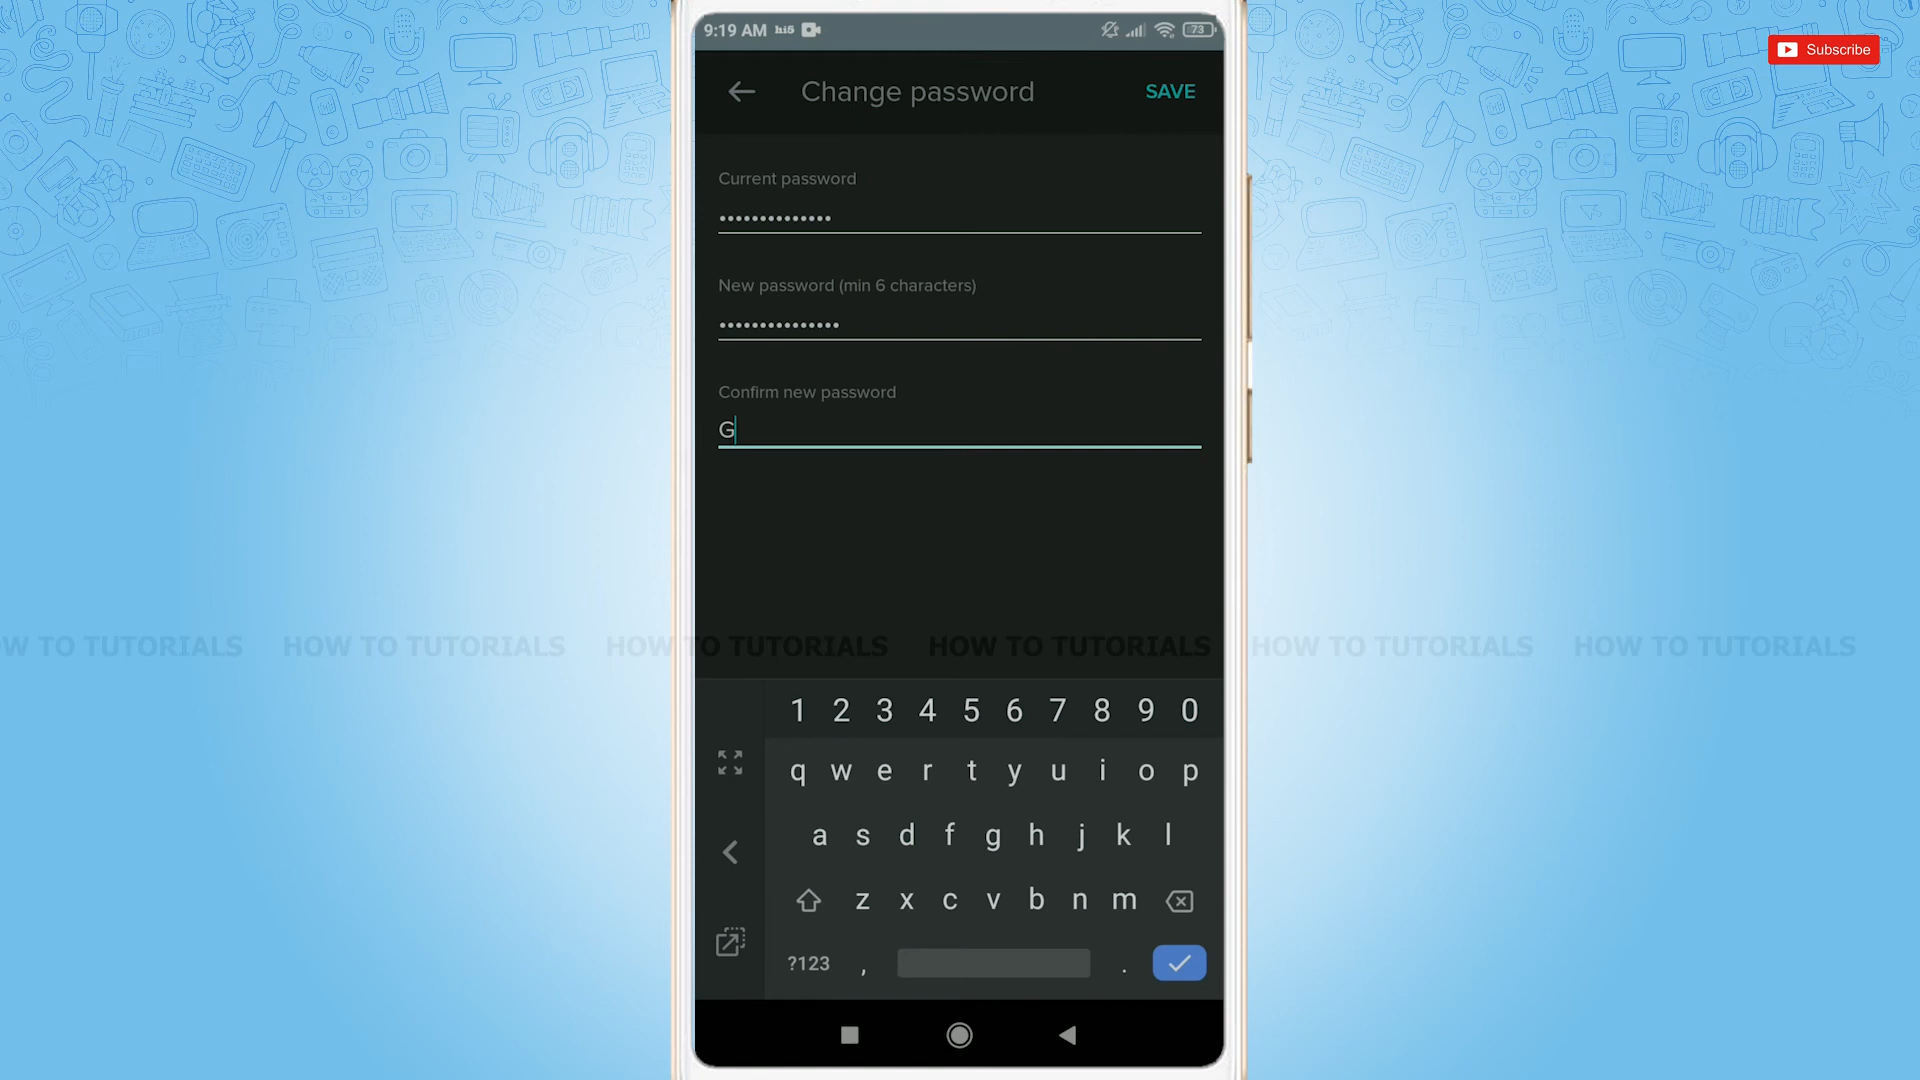 9:19 AM hi5
73
Subscribe
Change password
SAVE
Current password
••••••••••••••
New password (min 6 characters)
•••••••••••••••
Confirm new password
G
W TO TUTORIALS HOW TO TUTORIALS HOW TO TUTORIALS HOW TO TUTORIALS HOW TO TUTORIALS HOW TO TUTORIALS
1 2 3 4 5 6 7 8 9 0
q w e r t y u i o p
a s d f g h j k l
z x c v b n m
?123 , .